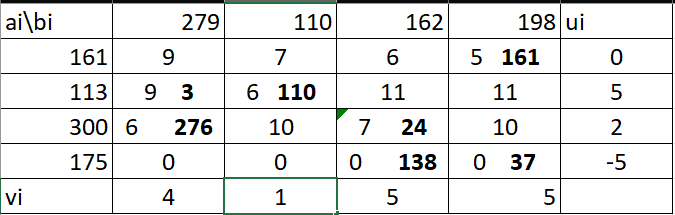 ai\bi 279 110 162 198 ui
161 9 7 6 5 161 0
113 9 3 6 110 11 11 5
300 6 276 10 7 24 10 2
175 0 0 0 138 0 37 -5
vi 4 1 5 5